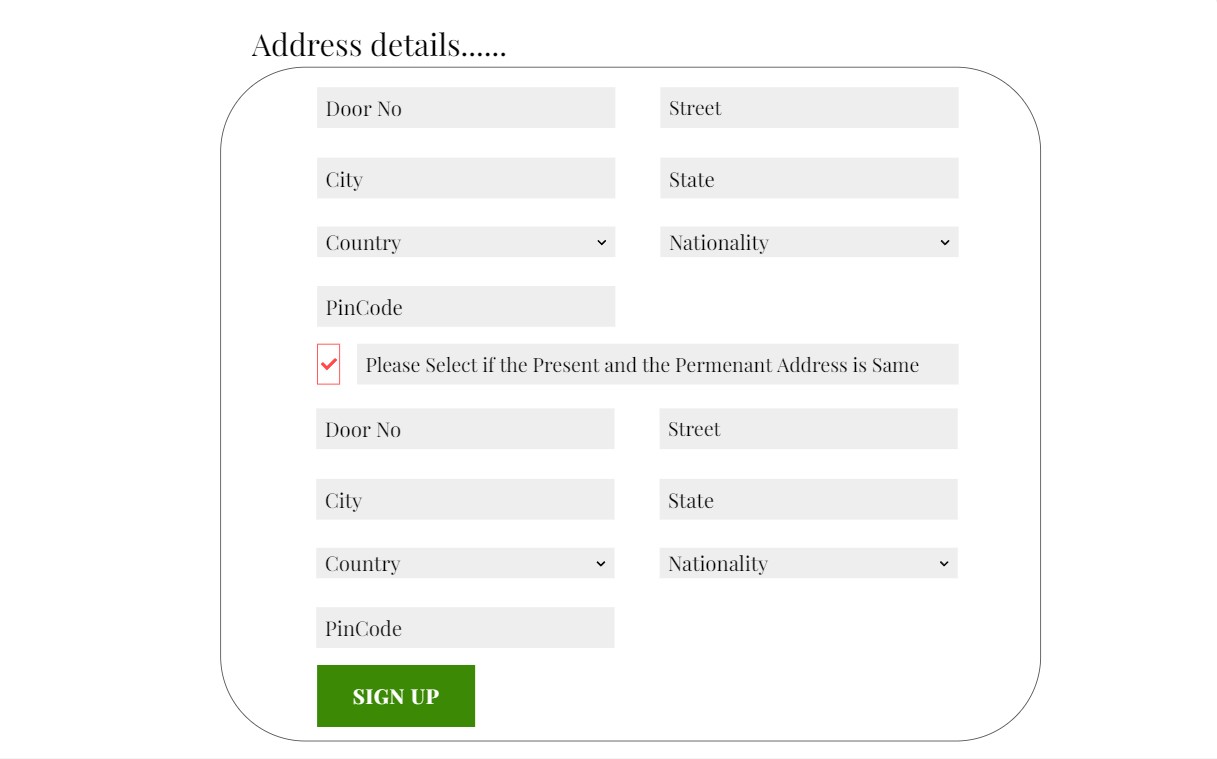 Address details......
Door No
Street
City
State
Country
Nationality
PinCode
Please Select if the Present and the Permenant Address is Same
Door No
Street
City
State
Country
Nationality
PinCode
SIGN UP